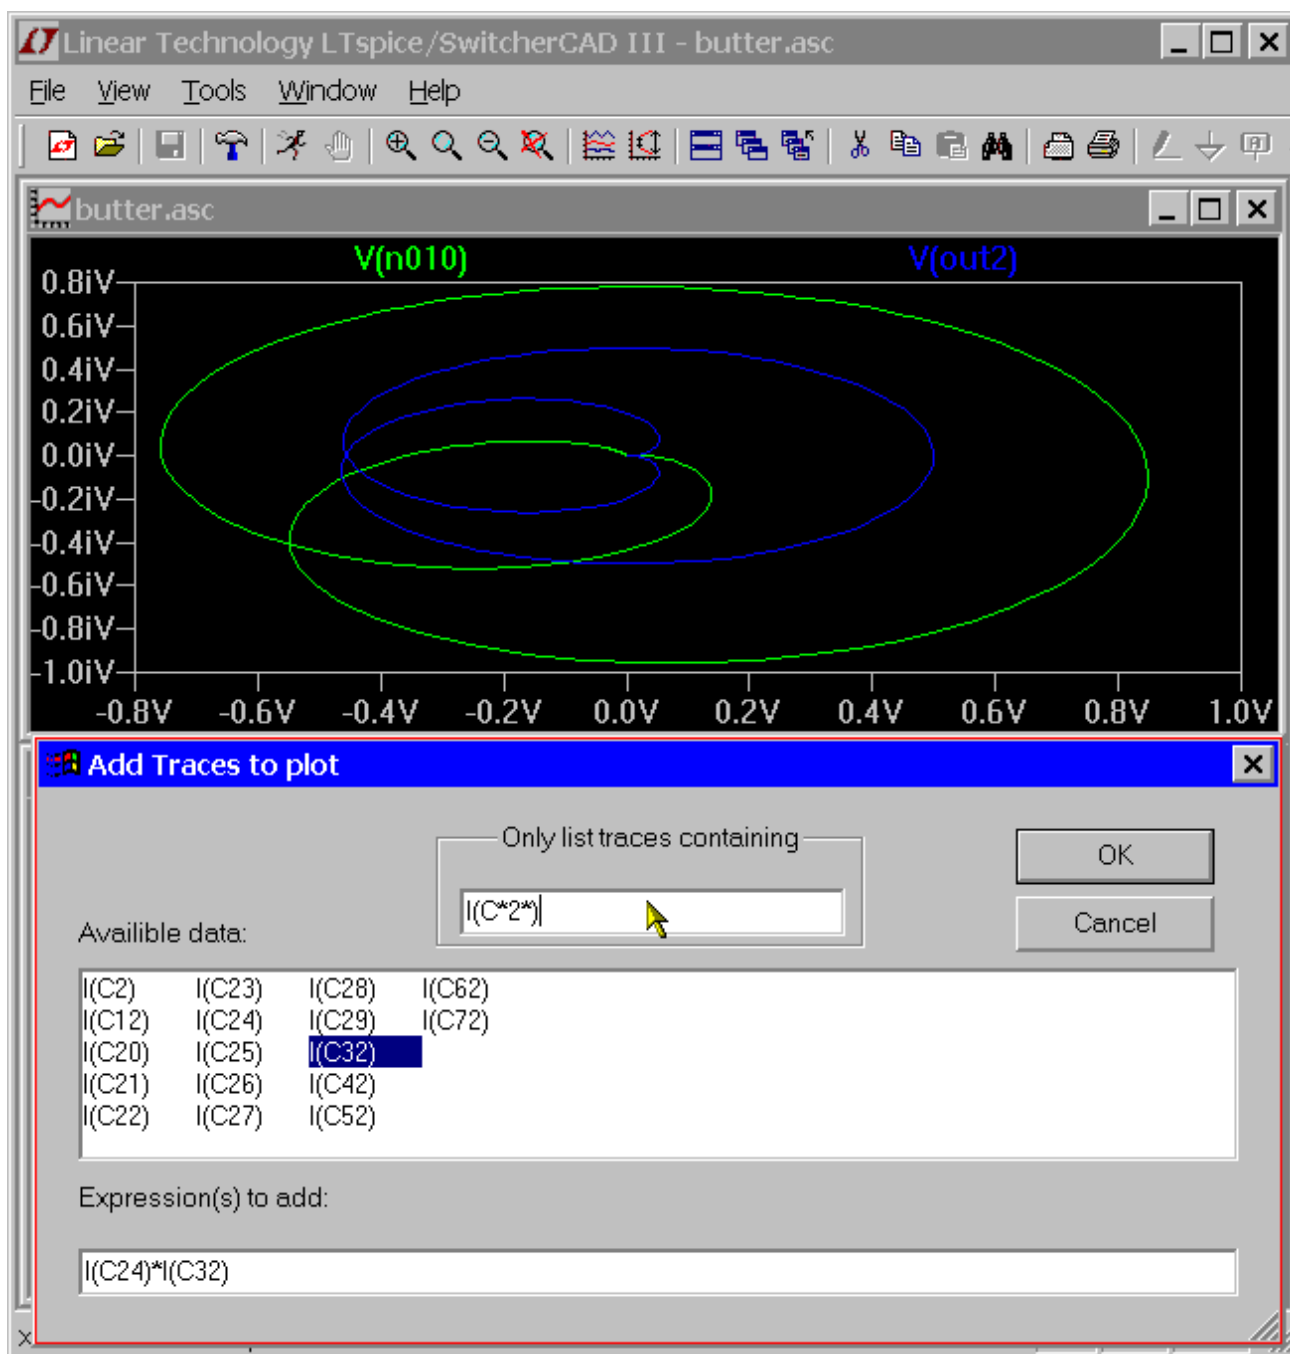 Linear Technology LTspice/SwitcherCAD III - butter.asc
File View Tools Window Help
butter.asc
V(n010) V(out2)
0.8iV
0.6iV
0.4iV
0.2iV
0.0iV
-0.2iV
-0.4iV
-0.6iV
-0.8iV
-1.0iV
-0.8V -0.6V -0.4V -0.2V 0.0V 0.2V 0.4V 0.6V 0.8V 1.0V
Add Traces to plot
Only list traces containing
OK
I(C*2*)
Cancel
Availible data:
I(C2) I(C23) I(C28) I(C62)
I(C12) I(C24) I(C29) I(C72)
I(C20) I(C25) I(C32)
I(C21) I(C26) I(C42)
I(C22) I(C27) I(C52)
Expression(s) to add:
I(C24)*I(C32)
x